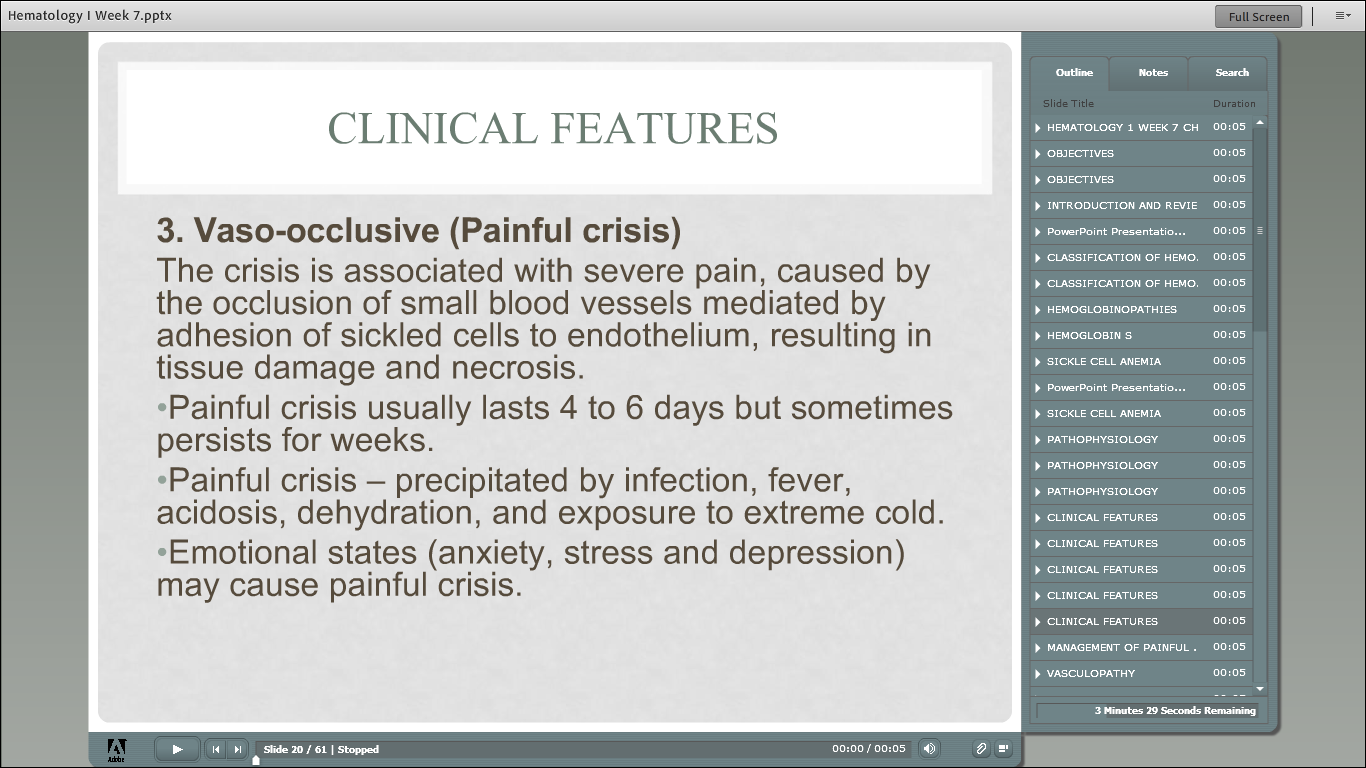 Hematology I Week 7.pptx
Full Screen
CLINICAL FEATURES
3. Vaso-occlusive (Painful crisis)
The crisis is associated with severe pain, caused by
the occlusion of small blood vessels mediated by
adhesion of sickled cells to endothelium, resulting in
tissue damage and necrosis.
•Painful crisis usually lasts 4 to 6 days but sometimes
persists for weeks.
•Painful crisis – precipitated by infection, fever,
acidosis, dehydration, and exposure to extreme cold.
•Emotional states (anxiety, stress and depression)
may cause painful crisis.
Outline Notes Search
Slide Title Duration
HEMATOLOGY 1 WEEK 7 CH 00:05
OBJECTIVES 00:05
OBJECTIVES 00:05
INTRODUCTION AND REVIE 00:05
PowerPoint Presentatio... 00:05
CLASSIFICATION OF HEMO. 00:05
CLASSIFICATION OF HEMO. 00:05
HEMOGLOBINOPATHIES 00:05
HEMOGLOBIN S 00:05
SICKLE CELL ANEMIA 00:05
PowerPoint Presentatio... 00:05
SICKLE CELL ANEMIA 00:05
PATHOPHYSIOLOGY 00:05
PATHOPHYSIOLOGY 00:05
PATHOPHYSIOLOGY 00:05
CLINICAL FEATURES 00:05
CLINICAL FEATURES 00:05
CLINICAL FEATURES 00:05
CLINICAL FEATURES 00:05
CLINICAL FEATURES 00:05
MANAGEMENT OF PAINFUL . 00:05
VASCULOPATHY 00:05
3 Minutes 29 Seconds Remaining
Adobe
Slide 20 / 61 | Stopped
00:00 / 00:05